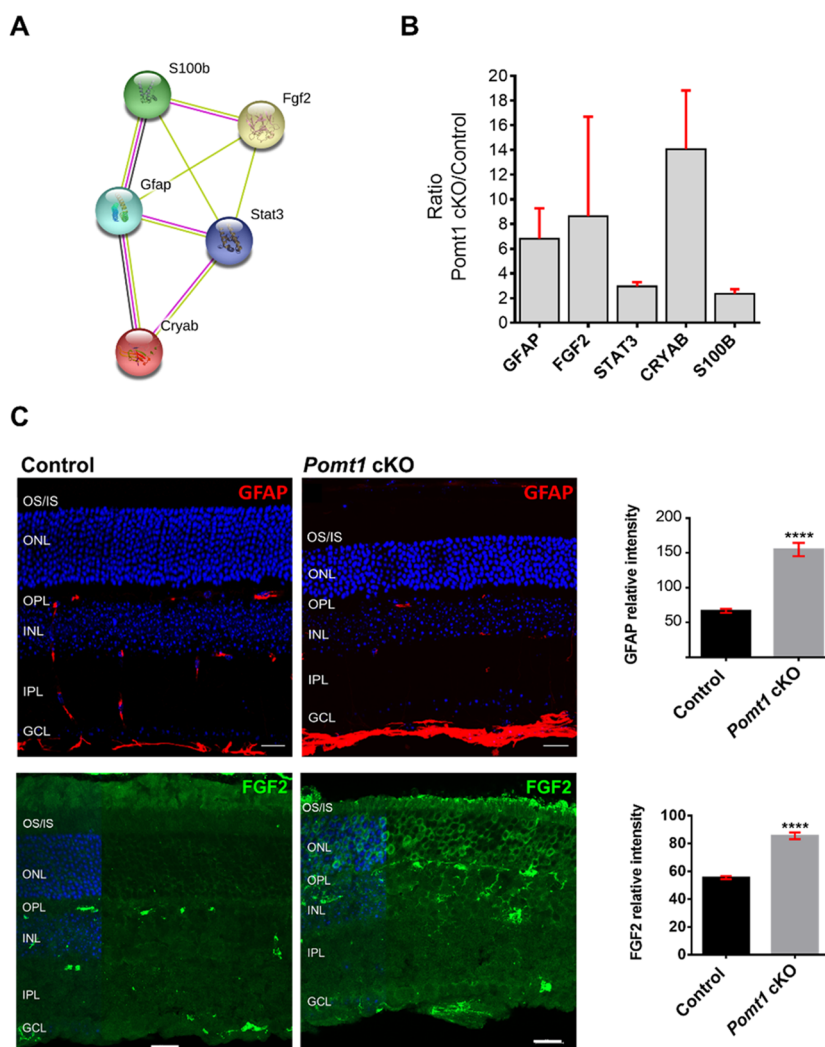 A
S100b
Fgf2
Gfap
Stat3
Cryab
B
Ratio
Pomt1 cKO/Control
20
18
16
14
12
10
8
6
4
2
0
GFAP
FGF2
STAT3
CRYAB
S100B
C
Control
Pomt1 cKO
GFAP
OS/IS
ONL
OPL
INL
IPL
GCL
GFAP
OS/IS
ONL
OPL
INL
IPL
GCL
GFAP relative intensity
200
150
100
50
****
Control
Pomt1 cKO
FGF2
OS/IS
ONL
OPL
INL
IPL
GCL
FGF2
OS/IS
ONL
OPL
INL
IPL
GCL
FGF2 relative intensity
100
80
60
40
20
0
****
Control
Pomt1 cKO